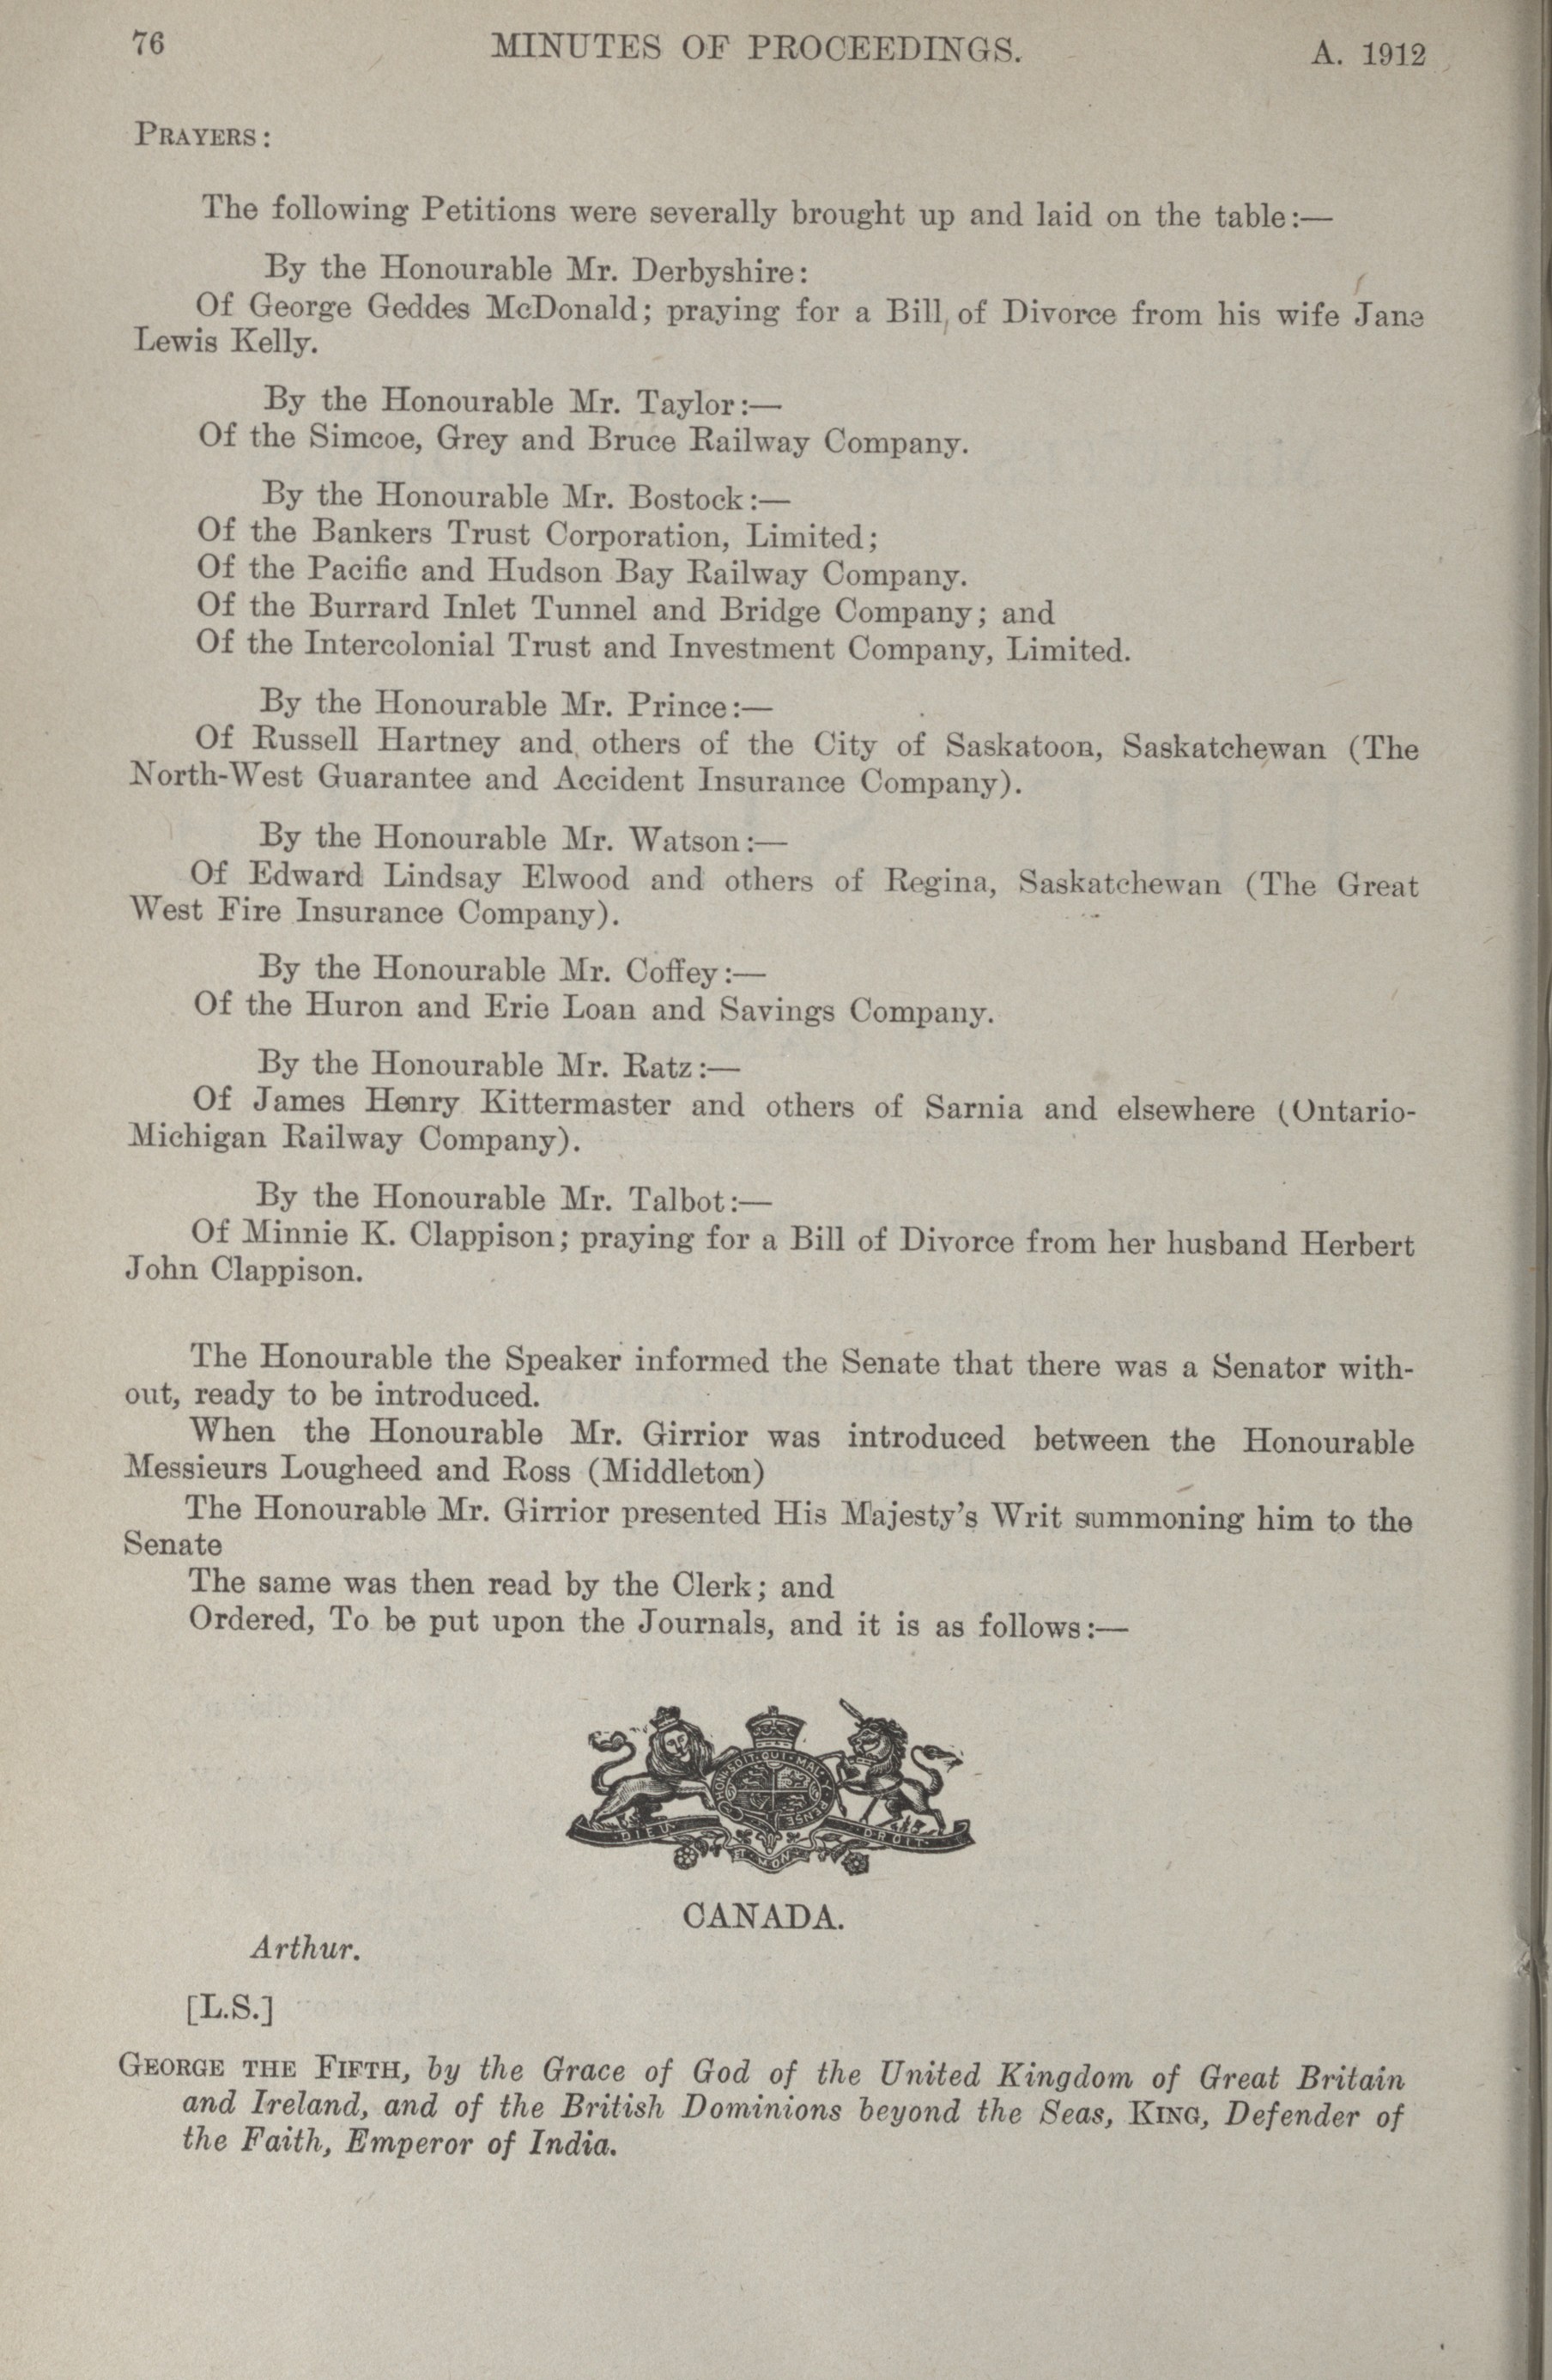 76 MINUTES OF PROCEEDINGS. A. 1912
PRAYERS:
The following Petitions were severally brought up and laid on the table:—
By the Honourable Mr. Derbyshire:
Of George Geddes McDonald; praying for a Bill, of Divorce from his wife Jane
Lewis Kelly.
By the Honourable Mr. Taylor:—
Of the Simcoe, Grey and Bruce Railway Company.
By the Honourable Mr. Bostock:—
Of the Bankers Trust Corporation, Limited;
Of the Pacific and Hudson Bay Railway Company.
Of the Burrard Inlet Tunnel and Bridge Company; and
Of the Intercolonial Trust and Investment Company, Limited.
By the Honourable Mr. Prince:—
Of Russell Hartney and others of the City of Saskatoon, Saskatchewan (The
North-West Guarantee and Accident Insurance Company).
By the Honourable Mr. Watson:—
Of Edward Lindsay Elwood and others of Regina, Saskatchewan (The Great
West Fire Insurance Company).
By the Honourable Mr. Coffey:—
Of the Huron and Erie Loan and Savings Company.
By the Honourable Mr. Ratz:—
Of James Henry Kittermaster and others of Sarnia and elsewhere (Ontario-
Michigan Railway Company).
By the Honourable Mr. Talbot:—
Of Minnie K. Clappison; praying for a Bill of Divorce from her husband Herbert
John Clappison.
The Honourable the Speaker informed the Senate that there was a Senator with-
out, ready to be introduced.
When the Honourable Mr. Girrior was introduced between the Honourable
Messieurs Lougheed and Ross (Middleton)
The Honourable Mr. Girrior presented His Majesty's Writ summoning him to the
Senate
The same was then read by the Clerk; and
Ordered, To be put upon the Journals, and it is as follows:—
HONI·SOIT·QUI·MAL·Y·PENSE
DIEU ET MON DROIT
CANADA.
Arthur.
[L.S.]
GEORGE THE FIFTH, by the Grace of God of the United Kingdom of Great Britain
and Ireland, and of the British Dominions beyond the Seas, KING, Defender of
the Faith, Emperor of India.